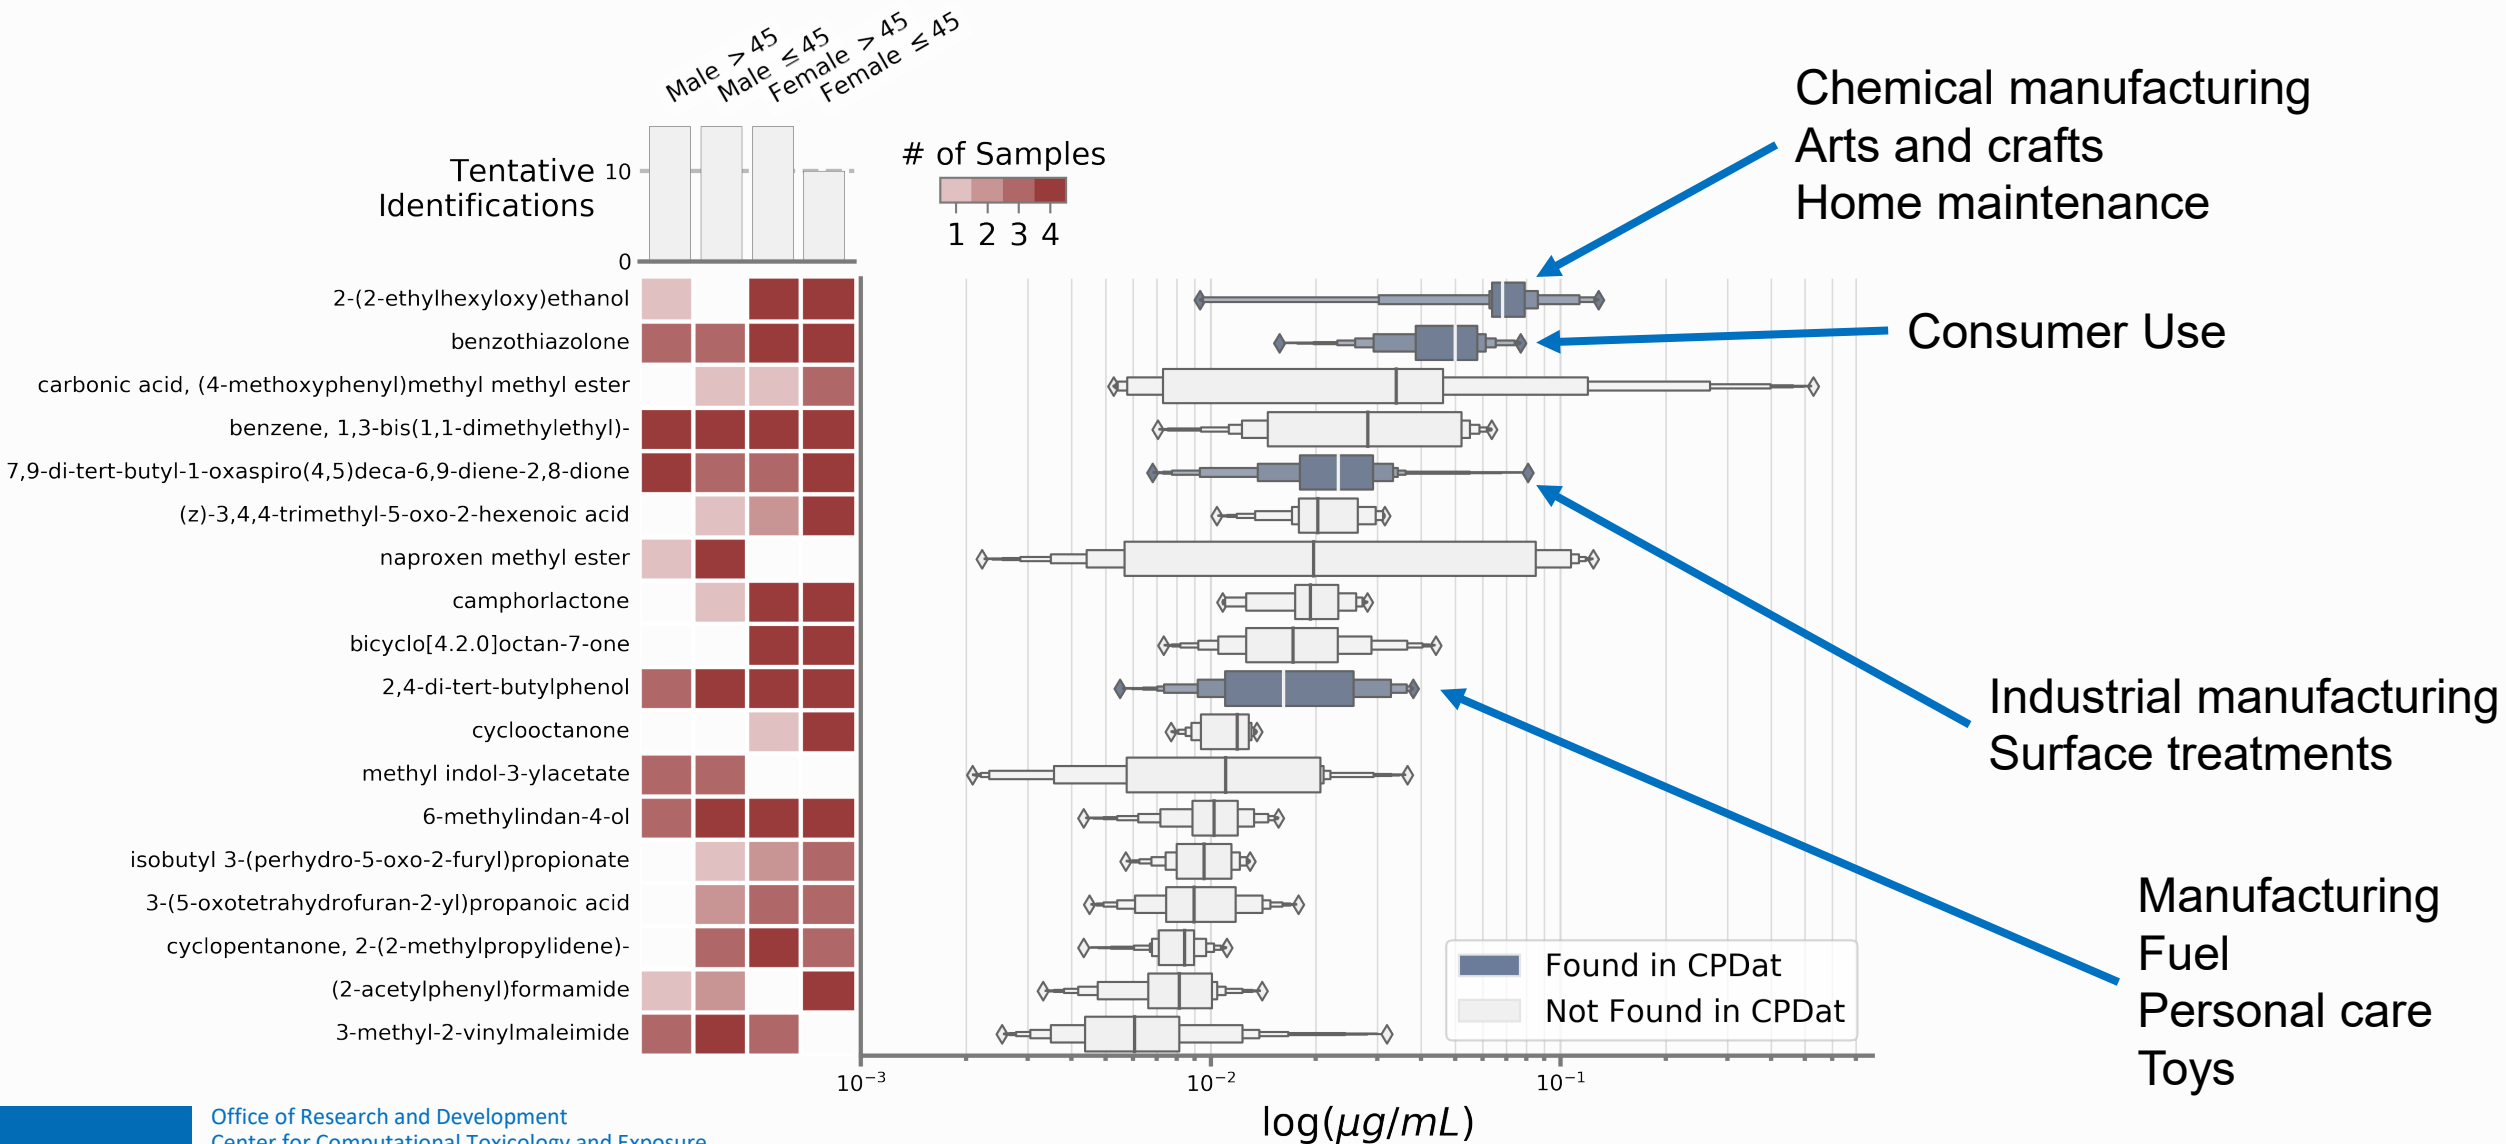 Male > 45
Male ≤ 45
Female > 45
Female ≤ 45
Tentative
Identifications
10
0
# of Samples
1 2 3 4
2-(2-ethylhexyloxy)ethanol
benzothiazolone
carbonic acid, (4-methoxyphenyl)methyl methyl ester
benzene, 1,3-bis(1,1-dimethylethyl)-
7,9-di-tert-butyl-1-oxaspiro(4,5)deca-6,9-diene-2,8-dione
(z)-3,4,4-trimethyl-5-oxo-2-hexenoic acid
naproxen methyl ester
camphorlactone
bicyclo[4.2.0]octan-7-one
2,4-di-tert-butylphenol
cyclooctanone
methyl indol-3-ylacetate
6-methylindan-4-ol
isobutyl 3-(perhydro-5-oxo-2-furyl)propionate
3-(5-oxotetrahydrofuran-2-yl)propanoic acid
cyclopentanone, 2-(2-methylpropylidene)-
(2-acetylphenyl)formamide
3-methyl-2-vinylmaleimide
Chemical manufacturing
Arts and crafts
Home maintenance
Consumer Use
Industrial manufacturing
Surface treatments
Manufacturing
Fuel
Personal care
Toys
Found in CPDat
Not Found in CPDat
10⁻³ 10⁻² 10⁻¹
log(μg/mL)
Office of Research and Development
Center for Computational Toxicology and Exposure